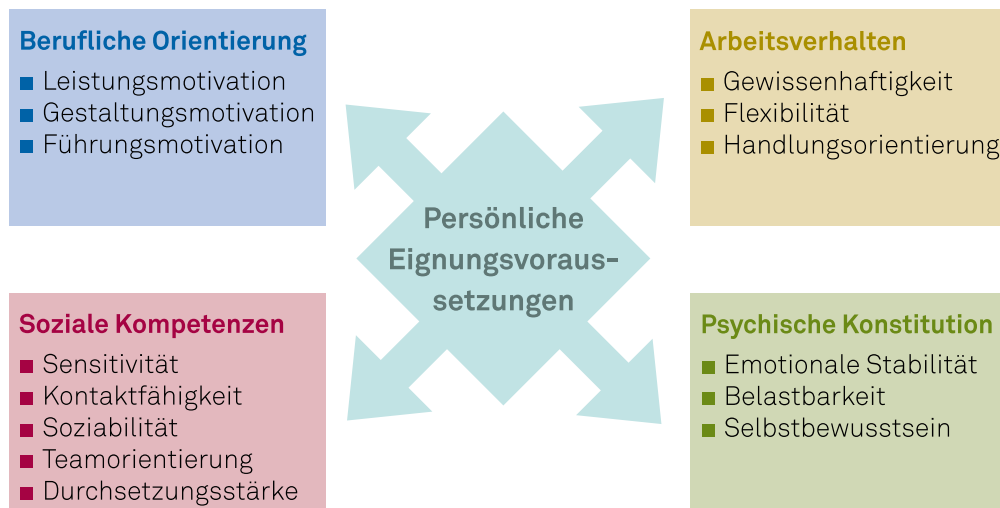 Berufliche Orientierung
Leistungsmotivation
Gestaltungsmotivation
Führungsmotivation
Arbeitsverhalten
Gewissenhaftigkeit
Flexibilität
Handlungsorientierung
Persönliche
Eignungsvoraus-
setzungen
Soziale Kompetenzen
Sensitivität
Kontaktfähigkeit
Soziabilität
Teamorientierung
Durchsetzungsstärke
Psychische Konstitution
Emotionale Stabilität
Belastbarkeit
Selbstbewusstsein